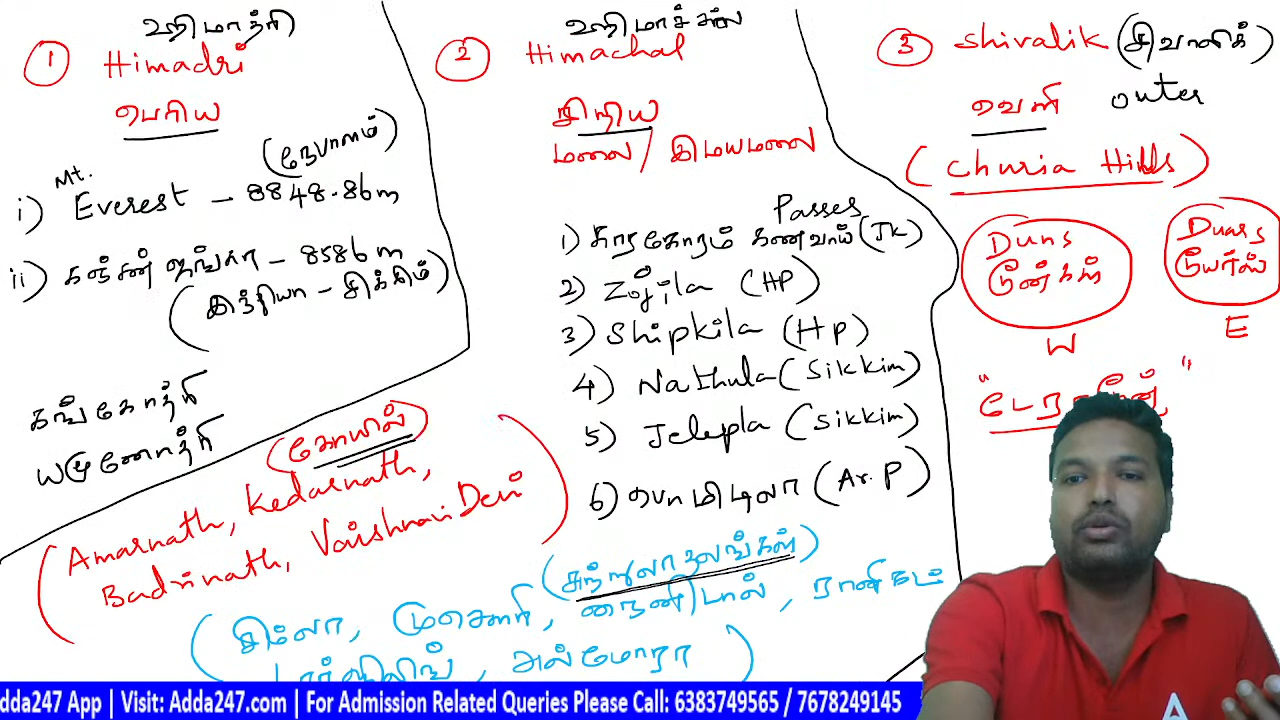 ஹிமாத்ரி
1 Himadri
பெரிய
(நேபாளம்)
Mt.
i) Everest - 8848.86m
ii) கஞ்சன் ஜங்கா - 8586 m
(இந்தியா - சிக்கிம்)
கங்கோத்ரி
யமுனோத்ரி
(கோயில்)
(Amarnath, Kedarnath,
Badrinath, Vaishnavi Devi)
ஹிமாச்சல்
2 Himachal
சிறிய
மலை / இமயமலை
Passes
1) காரகோரம் கணவாய் (JK)
2) Zojila (HP)
3) Shipkila (HP)
4) Nathula (Sikkim)
5) Jelepla (Sikkim)
6) பொமிடிலா (Ar. P)
(சுற்றுலா தலங்கள்)
(சிம்லா, முசௌரி, நைனிடால், ராணிகட்
டார்ஜிலிங், அல்மோரா)
3 Shivalik (சிவாலிக்)
வெளி outer
(Churia Hills)
Duns
டூன்கள்
W
Duars
டூயர்ஸ்
E
Adda247 App | Visit: Adda247.com | For Admission Related Queries Please Call: 6383749565 / 7678249145